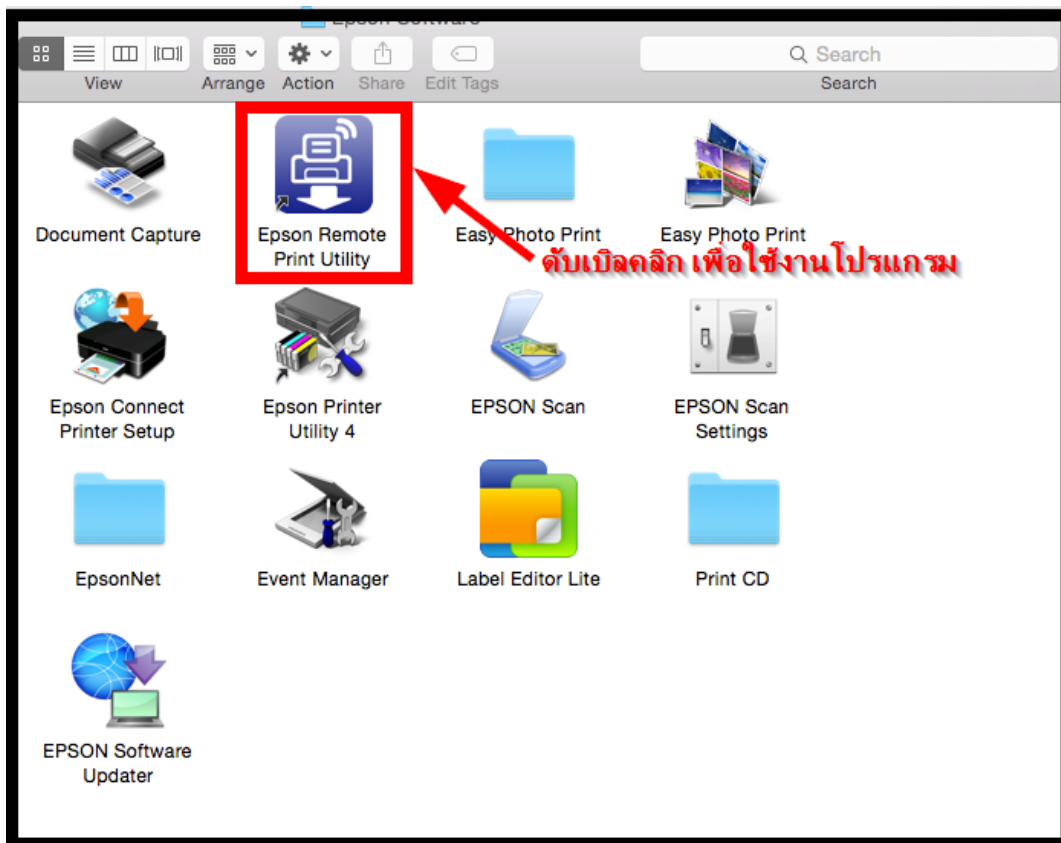 Epson Software
View
Arrange
Action
Share
Edit Tags
Search
Search
Document Capture
Epson Remote
Print Utility
Easy Photo Print
Easy Photo Print
ดับเบิลคลิก เพื่อใช้งานโปรแกรม
Epson Connect
Printer Setup
Epson Printer
Utility 4
EPSON Scan
EPSON Scan
Settings
EpsonNet
Event Manager
Label Editor Lite
Print CD
EPSON Software
Updater